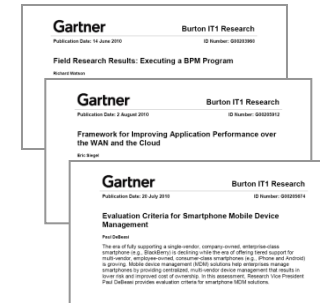 Gartner
Burton IT1 Research
Publication Date: 14 June 2010 ID Number: G00203960
Field Research Results: Executing a BPM Program
Richard Watson
Gartner
Burton IT1 Research
Publication Date: 2 August 2010 ID Number: G00205912
Framework for Improving Application Performance over
the WAN and the Cloud
Eric Siegel
Gartner
Burton IT1 Research
Publication Date: 20 July 2010 ID Number: G00205074
Evaluation Criteria for Smartphone Mobile Device
Management
Paul DeBeasi
The era of fully supporting a single-vendor, company-owned, enterprise-class
smartphone (e.g., BlackBerry) is declining while the era of offering tiered support for
multi-vendor, employee-owned, consumer-class smartphones (e.g., iPhone and Android)
is growing. Mobile device management (MDM) solutions help enterprises manage
smartphones by providing centralized, multi-vendor device management that results in
lower risk and improved cost of ownership. In this assessment, Research Vice President
Paul DeBeasi provides evaluation criteria for smartphone MDM solutions.